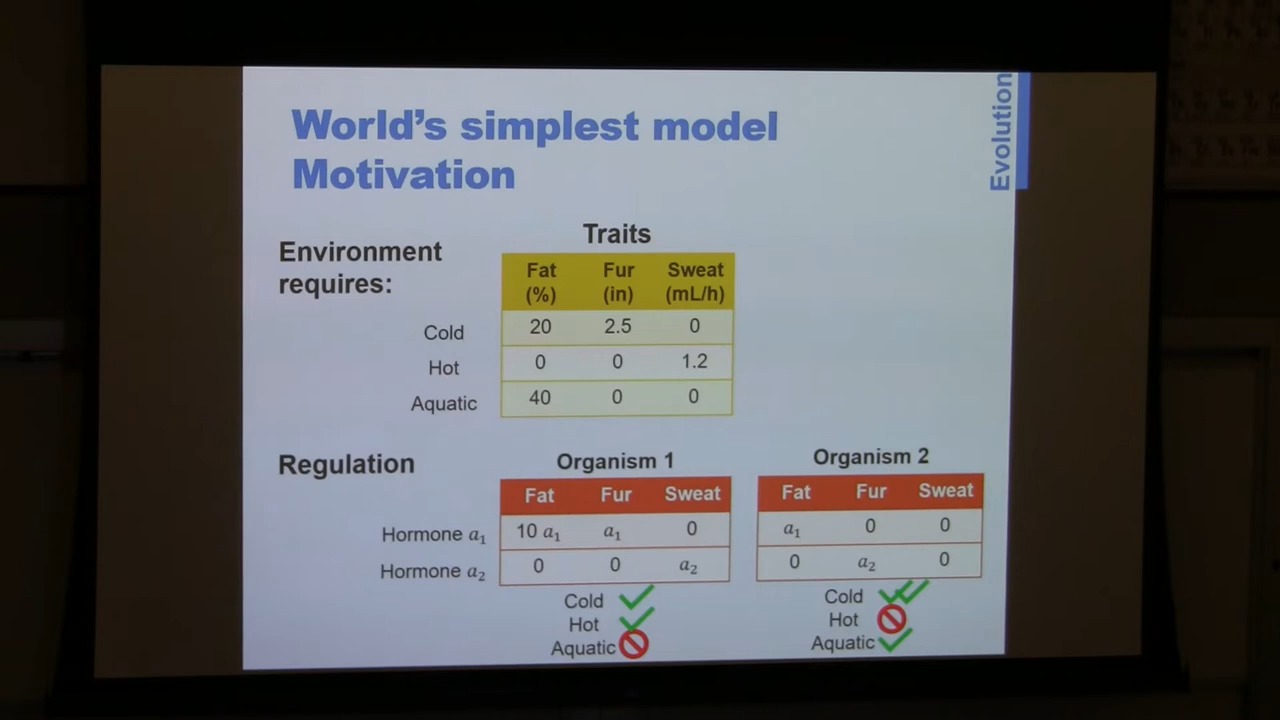 World's simplest model
Motivation
Evolution
Environment
requires:
Traits
Fat Fur Sweat
(%) (in) (mL/h)
Cold 20 2.5 0
Hot 0 0 1.2
Aquatic 40 0 0
Regulation
Organism 1
Fat Fur Sweat
Hormone a₁ 10 a₁ a₁ 0
Hormone a₂ 0 0 a₂
Cold
Hot
Aquatic
Organism 2
Fat Fur Sweat
a₁ 0 0
0 a₂ 0
Cold
Hot
Aquatic